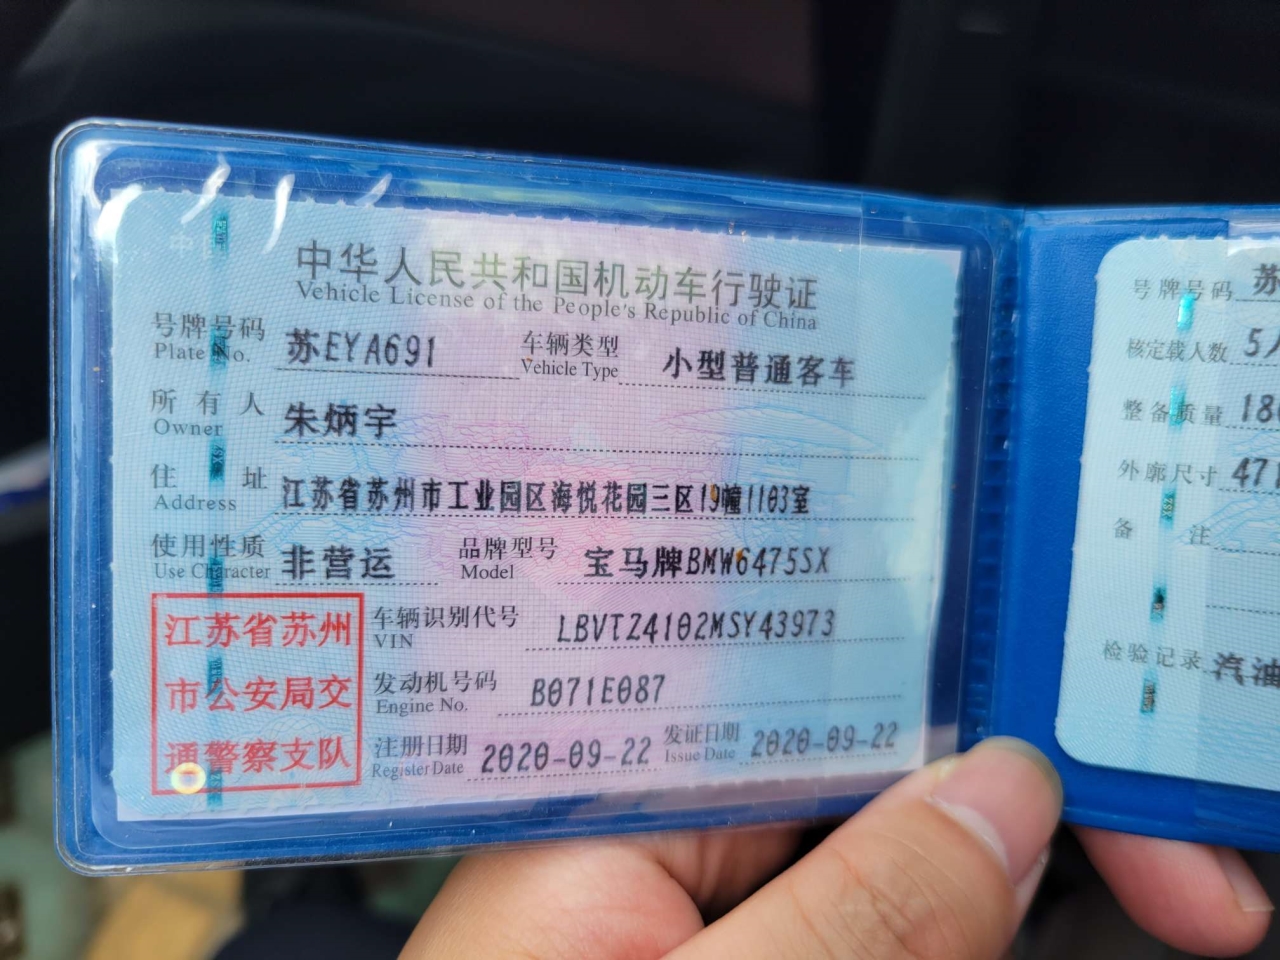 中华人民共和国机动车行驶证
Vehicle License of the People's Republic of China
号牌号码 苏EYA691 车辆类型 小型普通客车
Plate No. Vehicle Type
所有人 朱炳宇
Owner
住址 江苏省苏州市工业园区海悦花园三区19幢1103室
Address
使用性质 非营运 品牌型号 宝马牌BMW6475SX
Use Character Model
江苏省苏州
市公安局交
通警察支队
车辆识别代号 LBVTZ4102MSY43973
VIN
发动机号码 B071E087
Engine No.
注册日期 2020-09-22 发证日期 2020-09-22
Register Date Issue Date
号牌号码 苏
核定载人数 5人
整备质量 18
外廓尺寸 47
备注
检验记录 汽油